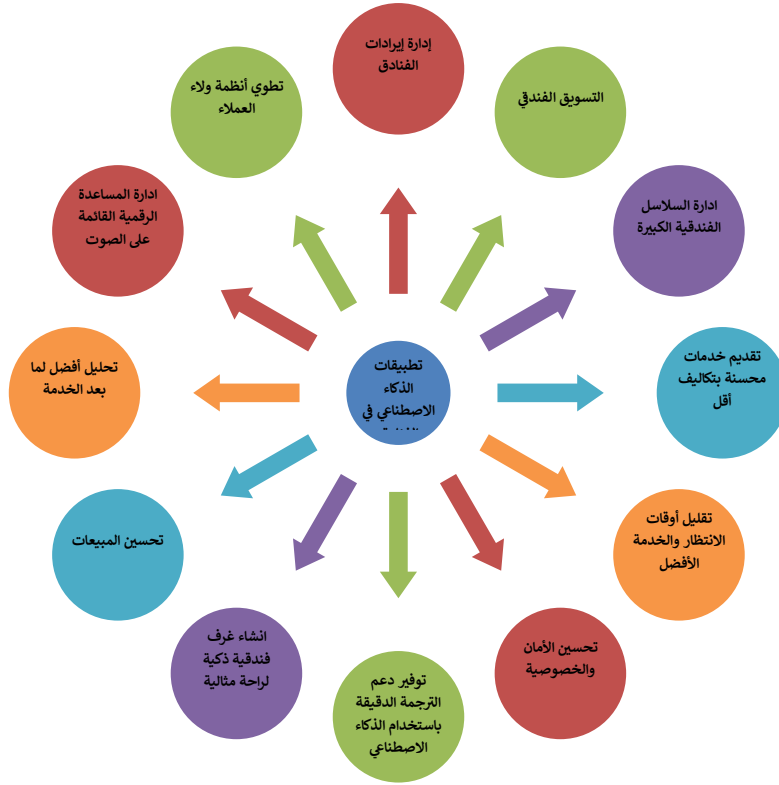 إدارة إيرادات
الفنادق
التسويق الفندقي
ادارة السلاسل
الفندقية الكبيرة
تقديم خدمات
محسنة بتكاليف
أقل
تقليل أوقات
الانتظار والخدمة
الأفضل
تحسين الأمان
والخصوصية
توفير دعم
الترجمة الدقيقة
باستخدام الذكاء
الاصطناعي
انشاء غرف
فندقية ذكية
لراحة مثالية
تحسين المبيعات
تحليل أفضل لما
بعد الخدمة
ادارة المساعدة
الرقمية القائمة
على الصوت
تطوي أنظمة ولاء
العملاء
تطبيقات
الذكاء
الاصطناعي في